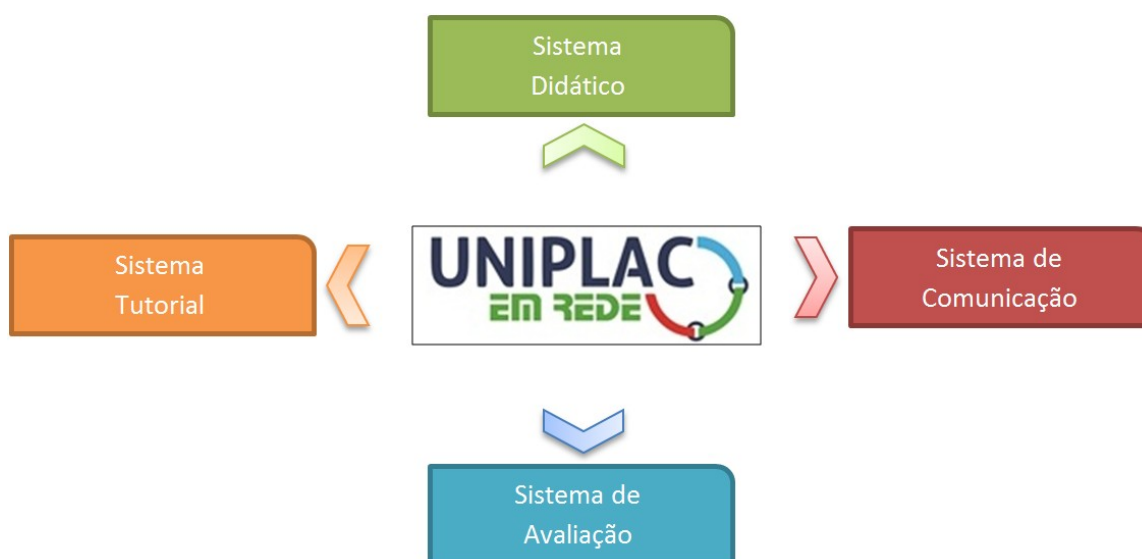 Sistema
Didático
Sistema
Tutorial
UNIPLAC
EM REDE
Sistema de
Comunicação
Sistema de
Avaliação